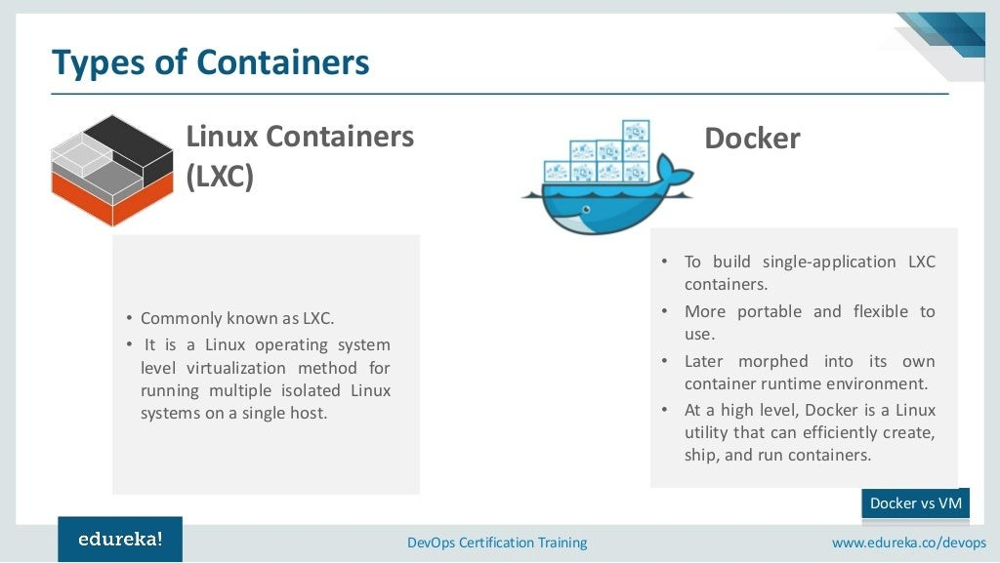 Types of Containers
Linux Containers
(LXC)
• Commonly known as LXC.
• It is a Linux operating system
level virtualization method for
running multiple isolated Linux
systems on a single host.
Docker
• To build single-application LXC
containers.
• More portable and flexible to
use.
• Later morphed into its own
container runtime environment.
• At a high level, Docker is a Linux
utility that can efficiently create,
ship, and run containers.
Docker vs VM
edureka!
DevOps Certification Training
www.edureka.co/devops